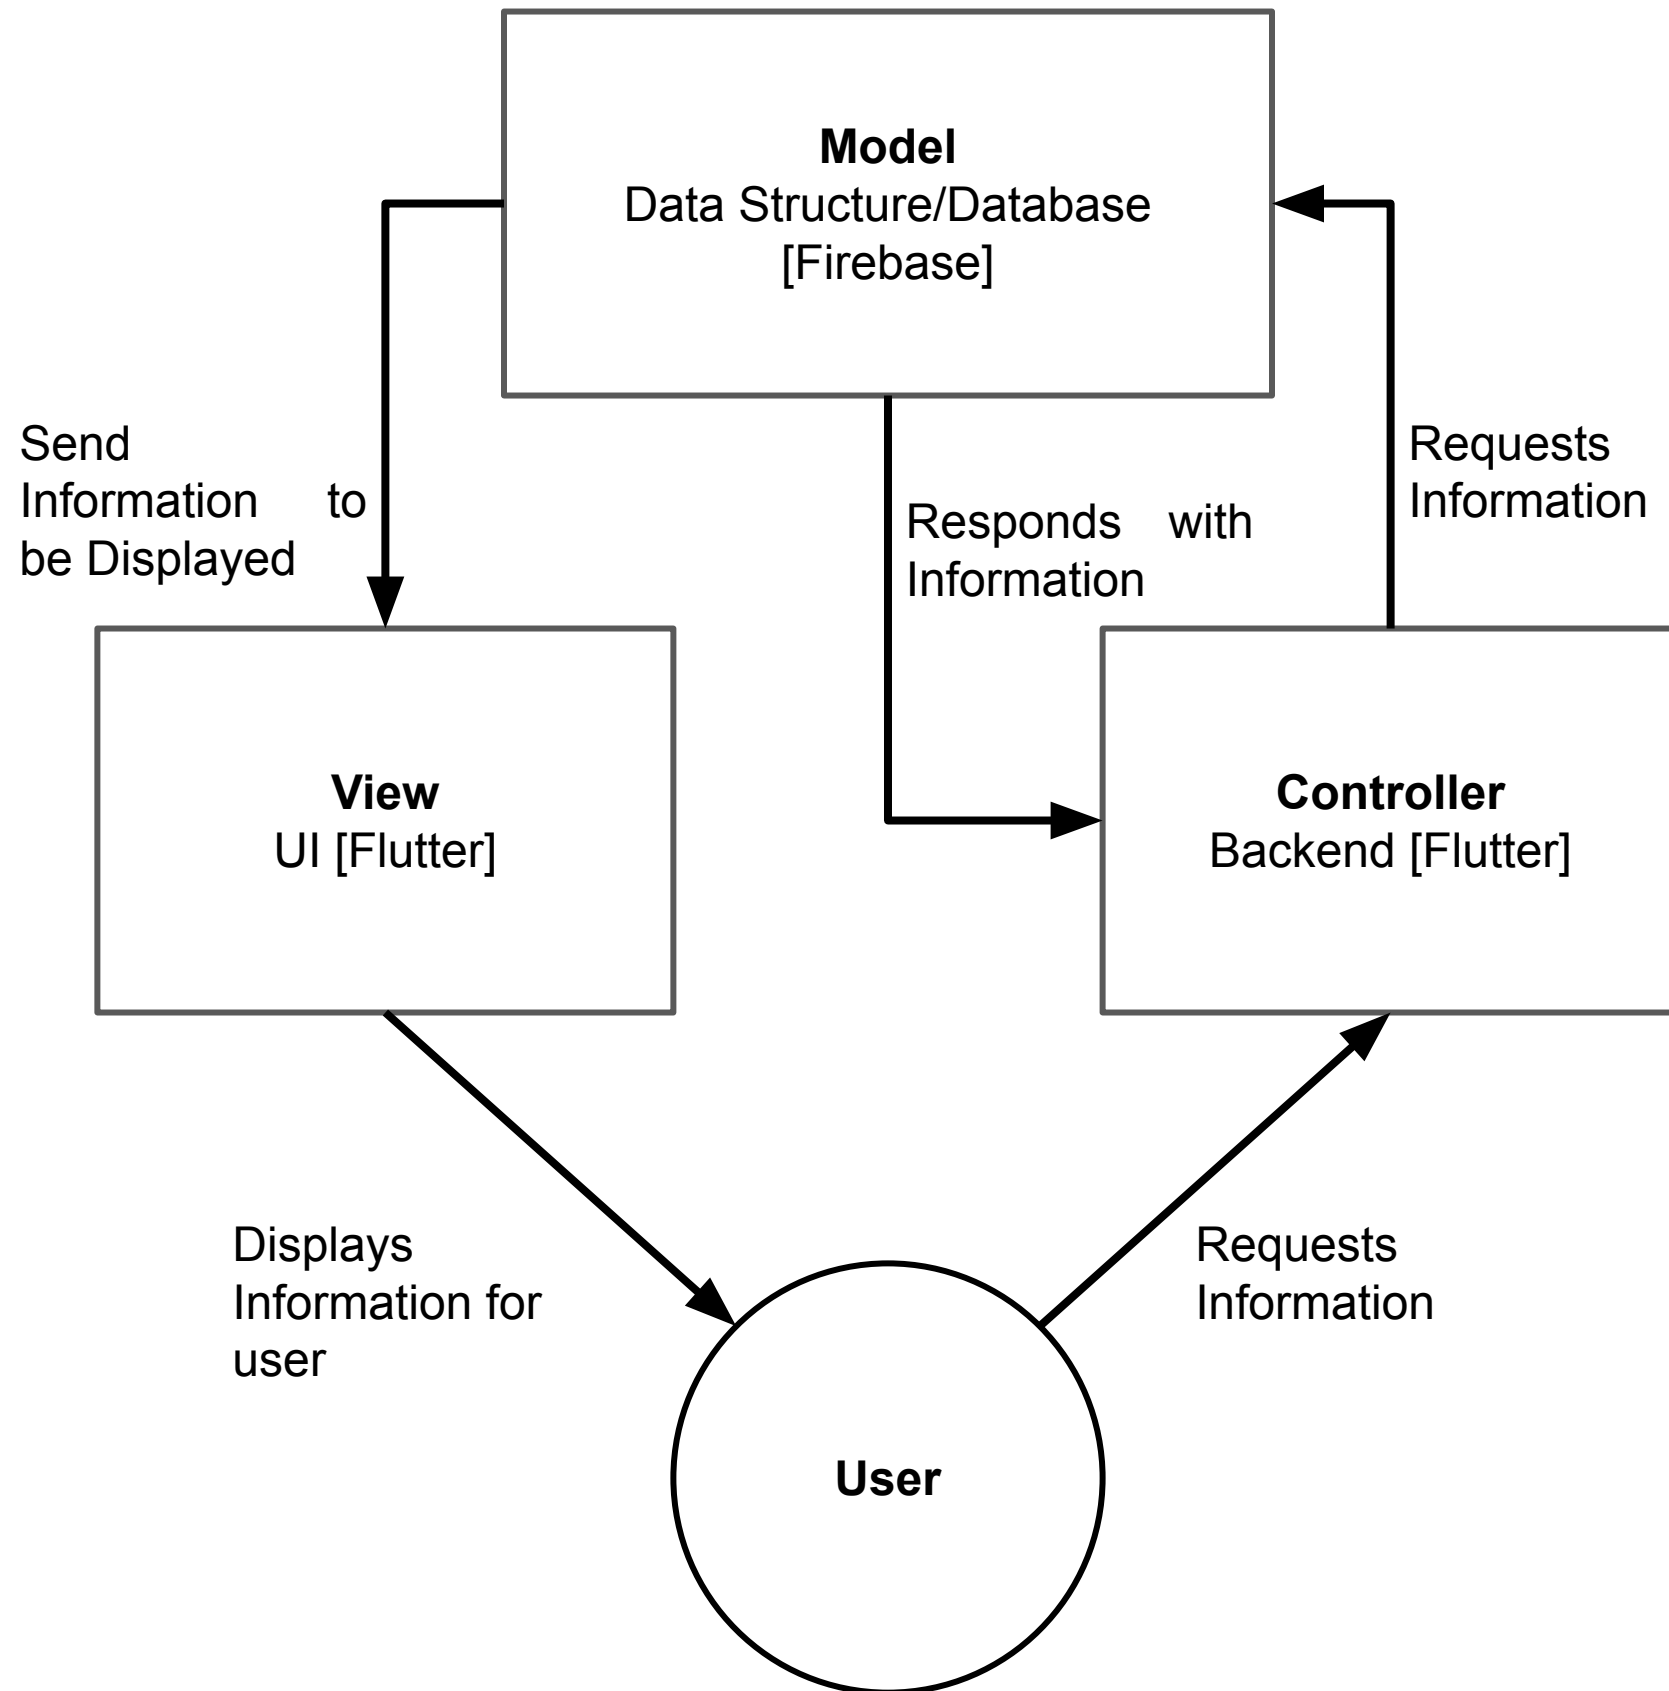 Model
Data Structure/Database
[Firebase]
Send
Information to
be Displayed
Responds with
Information
Requests
Information
View
UI [Flutter]
Controller
Backend [Flutter]
Displays
Information for
user
Requests
Information
User